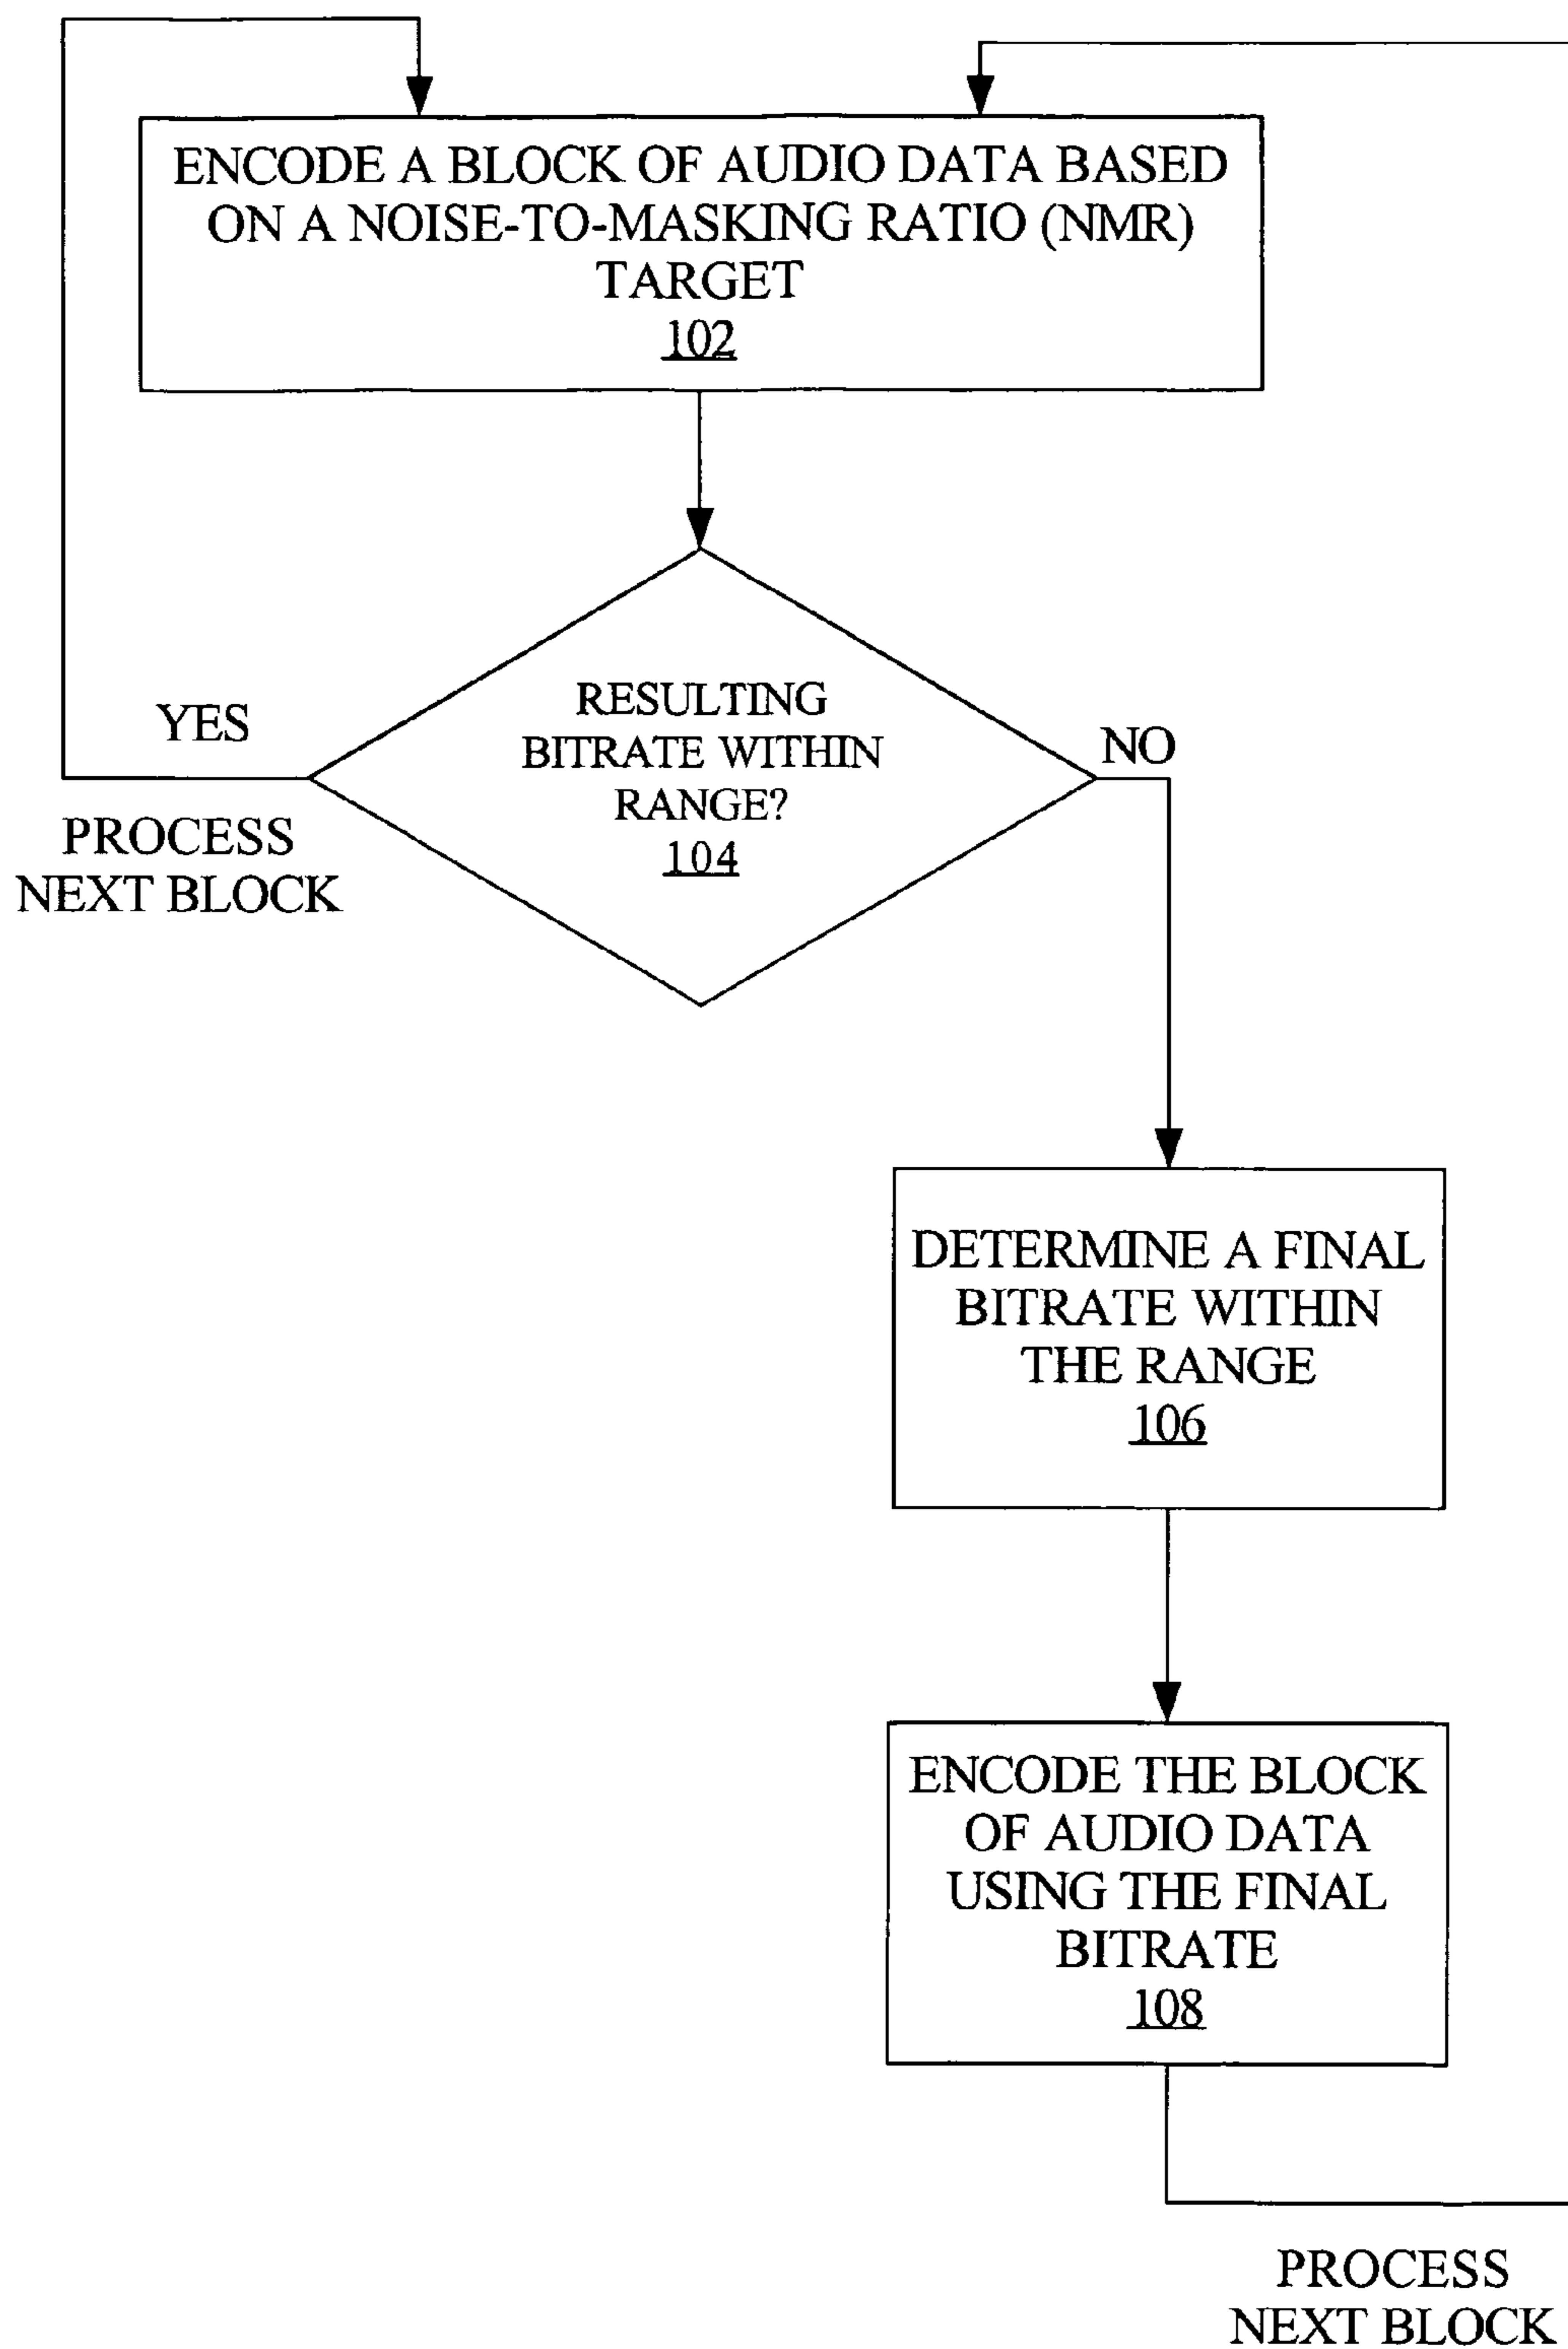 ENCODE A BLOCK OF AUDIO DATA BASED
ON A NOISE-TO-MASKING RATIO (NMR)
TARGET
102
RESULTING
BITRATE WITHIN
RANGE?
104
YES
PROCESS
NEXT BLOCK
NO
DETERMINE A FINAL
BITRATE WITHIN
THE RANGE
106
ENCODE THE BLOCK
OF AUDIO DATA
USING THE FINAL
BITRATE
108
PROCESS
NEXT BLOCK